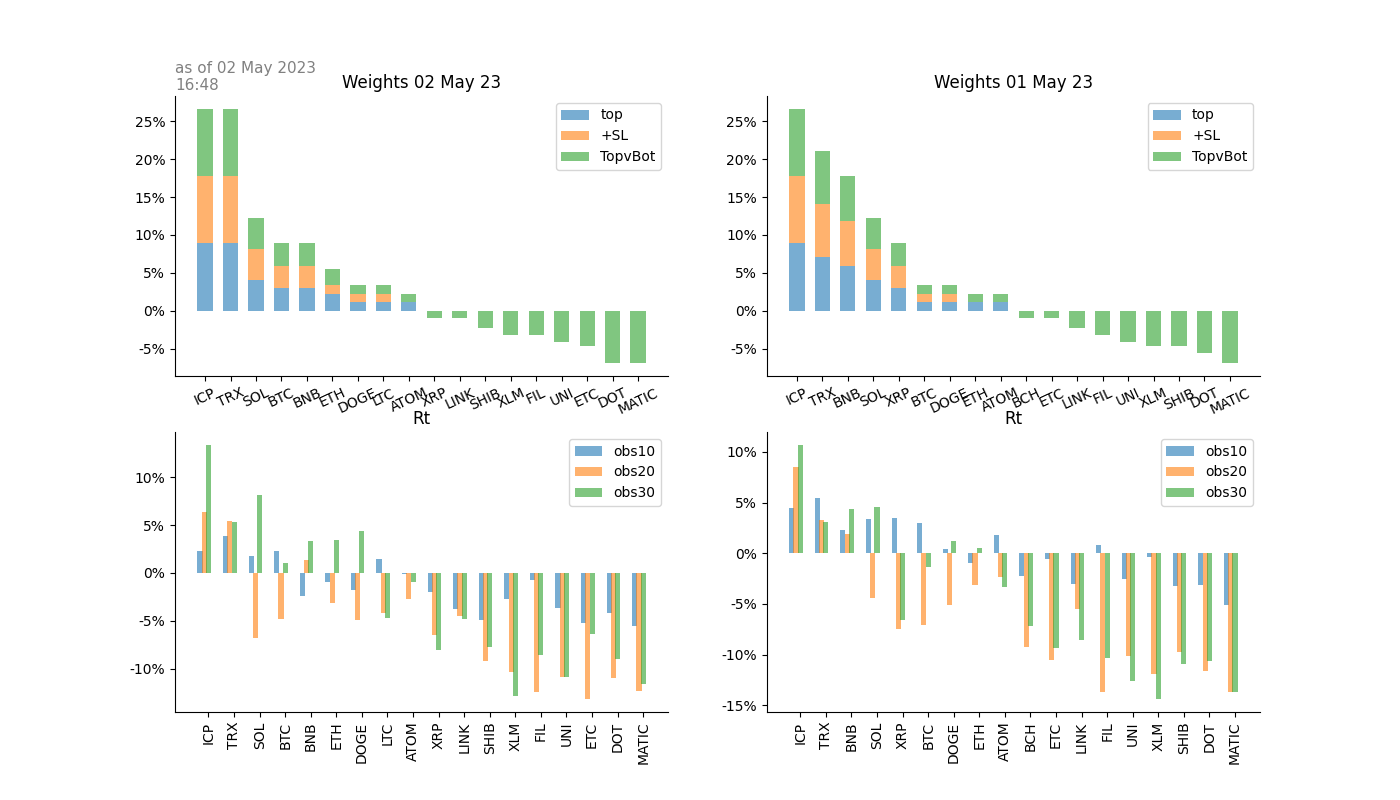 as of 02 May 2023
16:48
Weights 02 May 23
25%
20%
15%
10%
5%
0%
-5%
top
+SL
TopvBot
ICP TRX SOL BTC BNB ETH DOGE LTC ATOM XRP LINK SHIB XLM FIL UNI ETC DOT MATIC
Weights 01 May 23
25%
20%
15%
10%
5%
0%
-5%
top
+SL
TopvBot
ICP TRX BNB SOL XRP BTC DOGE ETH ATOM BCH ETC LINK FIL UNI XLM SHIB DOT MATIC
Rt
10%
5%
0%
-5%
-10%
obs10
obs20
obs30
ICP TRX SOL BTC BNB ETH DOGE LTC ATOM XRP LINK SHIB XLM FIL UNI ETC DOT MATIC
Rt
10%
5%
0%
-5%
-10%
-15%
obs10
obs20
obs30
ICP TRX BNB SOL XRP BTC DOGE ETH ATOM BCH ETC LINK FIL UNI XLM SHIB DOT MATIC